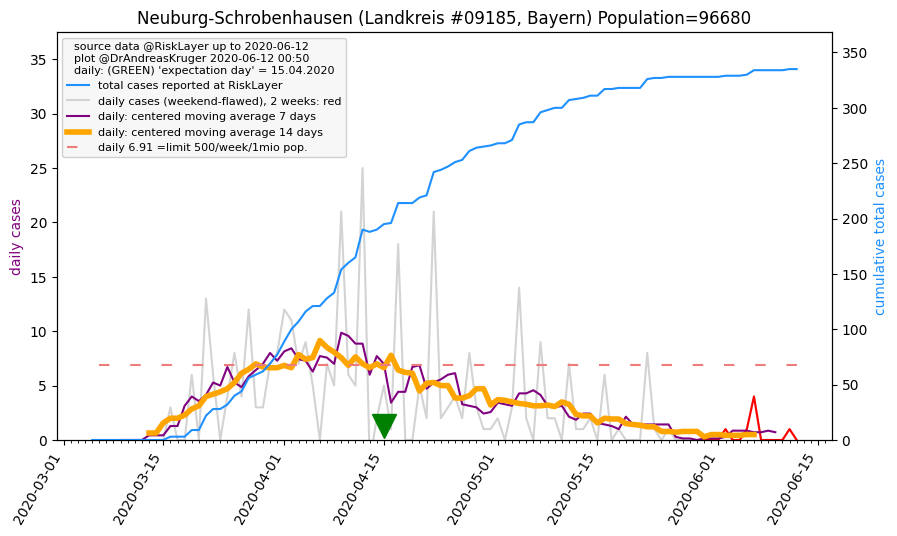 Neuburg-Schrobenhausen (Landkreis #09185, Bayern) Population=96680
source data @RiskLayer up to 2020-06-12
plot @DrAndreasKruger 2020-06-12 00:50
daily: (GREEN) 'expectation day' = 15.04.2020
total cases reported at RiskLayer
daily cases (weekend-flawed), 2 weeks: red
daily: centered moving average 7 days
daily: centered moving average 14 days
daily 6.91 =limit 500/week/1mio pop.
daily cases
35
30
25
20
15
10
5
0
cumulative total cases
350
300
250
200
150
100
50
0
2020-03-01
2020-03-15
2020-04-01
2020-04-15
2020-05-01
2020-05-15
2020-06-01
2020-06-15